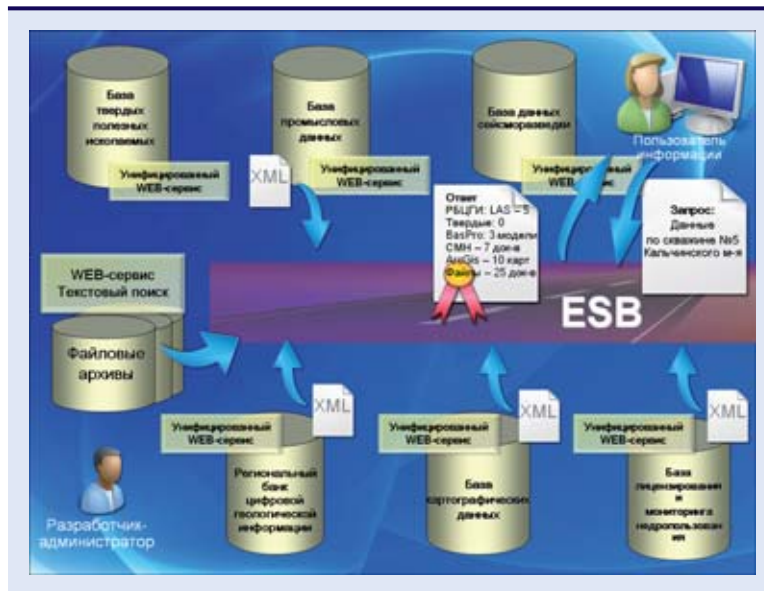 База
твердых
полезных
ископаемых
Унифицированный
WEB-сервис
База
промысловых
данных
XML
Унифицированный
WEB-сервис
База данных
сейсморазведки
Унифицированный
WEB-сервис
Пользователь
информации
Ответ
РБЦГИ: LAS – 5
Твердые: 0
BasPro: 3 модели
СМН – 7 док-в
ArcGis – 10 карт
Файлы – 25 док-в
Запрос:
Данные
по скважине №5
Кальчинского м-я
WEB-сервис
Текстовый поиск
Файловые
архивы
ESB
XML
Унифицированный
WEB-сервис
Региональный
банк
цифровой
геологической
информации
XML
Унифицированный
WEB-сервис
База
картографических
данных
XML
Унифицированный
WEB-сервис
База
лицензирования
и
мониторинга
недропользован
ия
Разработчик-
администратор